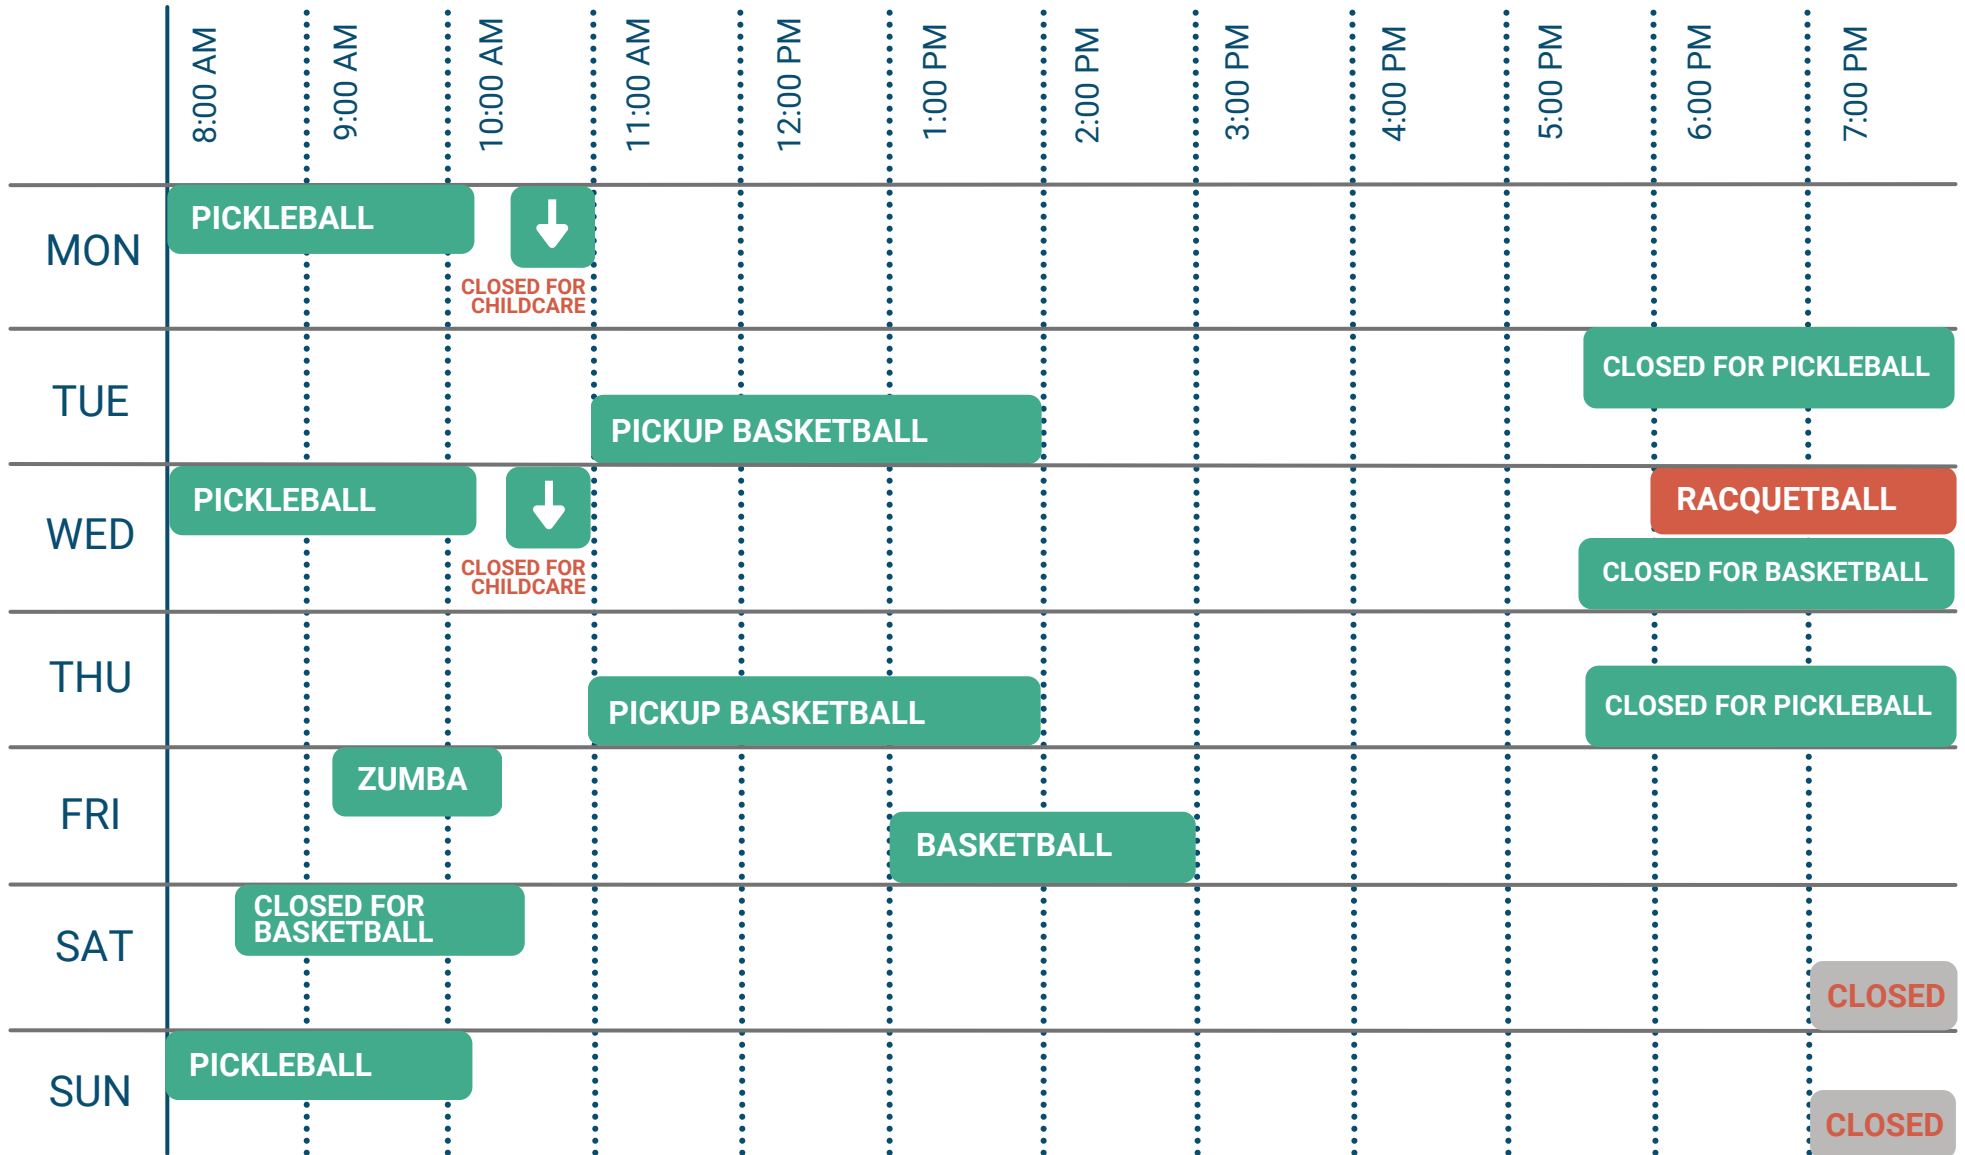 8:00 AM
9:00 AM
10:00 AM
11:00 AM
12:00 PM
1:00 PM
2:00 PM
3:00 PM
4:00 PM
5:00 PM
6:00 PM
7:00 PM
MON
PICKLEBALL
CLOSED FOR
CHILDCARE
TUE
PICKUP BASKETBALL
CLOSED FOR PICKLEBALL
WED
PICKLEBALL
CLOSED FOR
CHILDCARE
RACQUETBALL
CLOSED FOR BASKETBALL
THU
PICKUP BASKETBALL
CLOSED FOR PICKLEBALL
FRI
ZUMBA
BASKETBALL
SAT
CLOSED FOR
BASKETBALL
CLOSED
SUN
PICKLEBALL
CLOSED